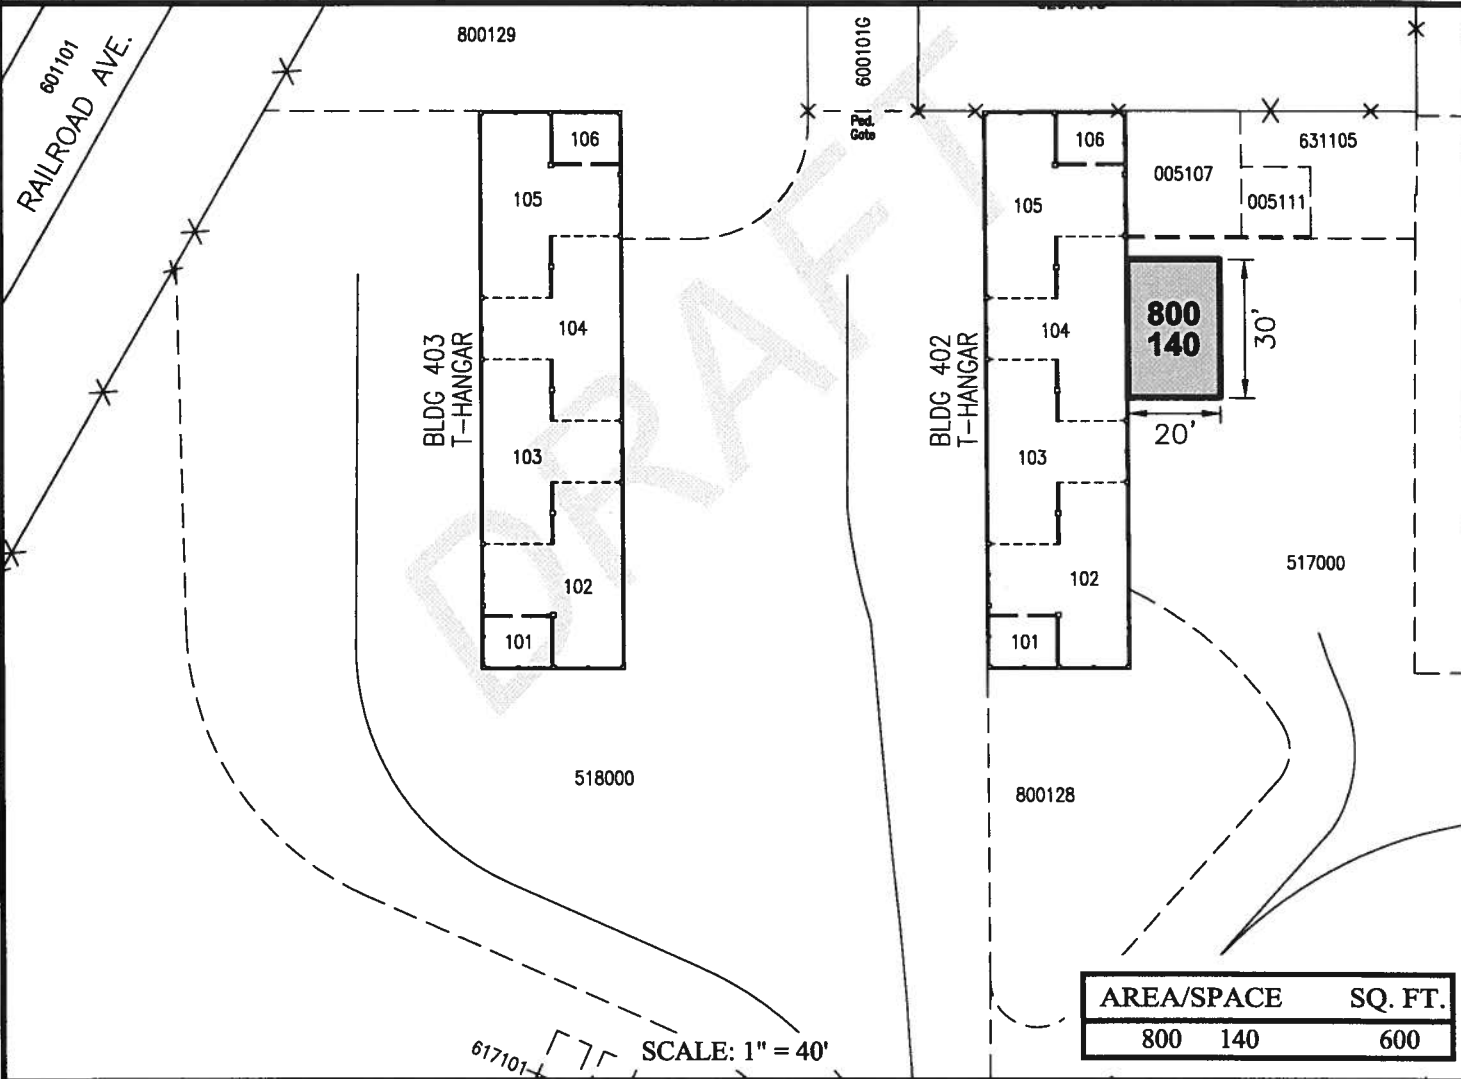 601101
RAILROAD AVE.
800129
600101G
Ped.
Gate
106
105
104
103
102
101
BLDG 403
T-HANGAR
106
105
104
103
102
101
BLDG 402
T-HANGAR
005107
005111
631105
800
140
30'
20'
517000
518000
800128
617101
DRAFT
SCALE: 1" = 40'
AREA/SPACE SQ. FT.
800 140 600